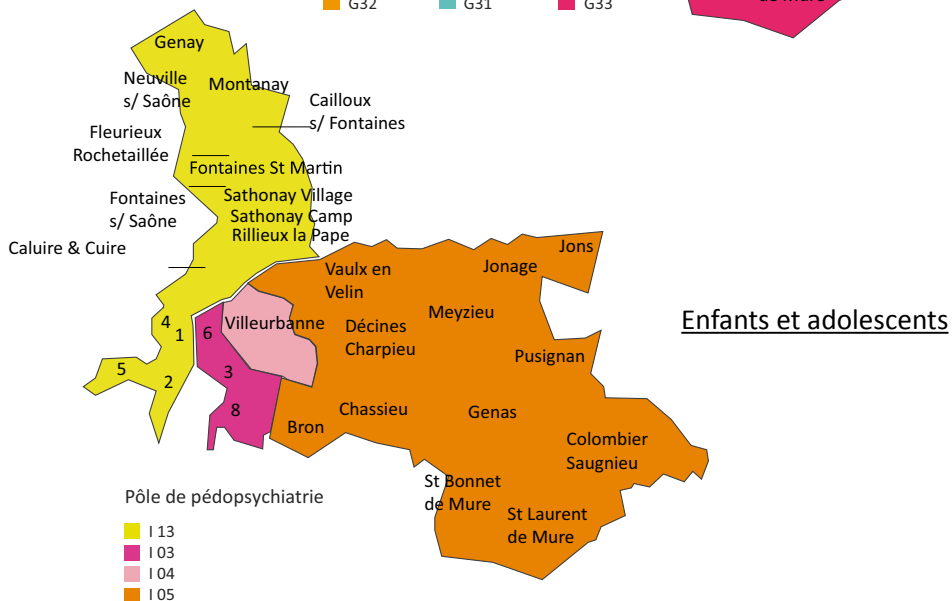 G32
G31
G33
de Mure
Genay
Neuville
s/ Saône
Montanay
Cailloux
s/ Fontaines
Fleurieux
Rochetaillée
Fontaines St Martin
Fontaines
s/ Saône
Sathonay Village
Sathonay Camp
Rillieux la Pape
Caluire & Cuire
Vaulx en
Velin
Jons
Jonage
Meyzieu
4
1
6
Villeurbanne
Décines
Charpieu
Enfants et adolescents
Pusignan
5
2
3
8
Bron
Chassieu
Genas
Colombier
Saugnieu
St Bonnet
de Mure
St Laurent
de Mure
Pôle de pédopsychiatrie
I 13
I 03
I 04
I 05